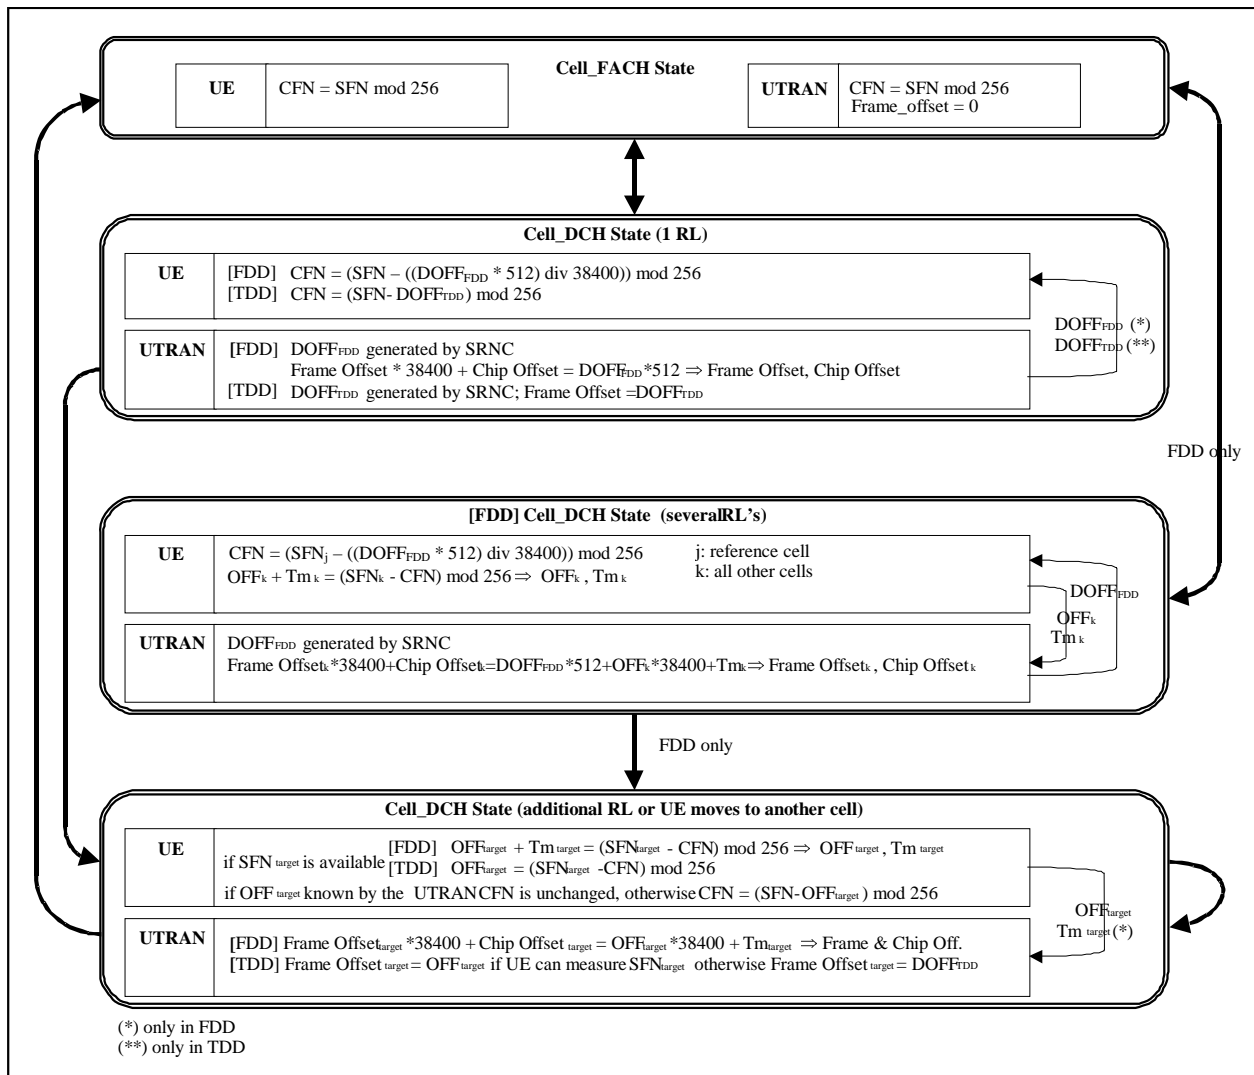 Cell_FACH State
UE CFN = SFN mod 256
UTRAN CFN = SFN mod 256
Frame_offset = 0
Cell_DCH State (1 RL)
UE [FDD] CFN = (SFN – ((DOFFFDD * 512) div 38400)) mod 256
[TDD] CFN = (SFN- DOFFTDD) mod 256
DOFFFDD (*)
DOFFTDD (**)
UTRAN [FDD] DOFFFDD generated by SRNC
Frame Offset * 38400 + Chip Offset = DOFFFDD *512 ⇒ Frame Offset, Chip Offset
[TDD] DOFFTDD generated by SRNC; Frame Offset =DOFFTDD
FDD only
[FDD] Cell_DCH State (several RL's)
UE CFN = (SFNj – ((DOFFFDD * 512) div 38400)) mod 256
j: reference cell
OFFk + Tmk = (SFNk - CFN) mod 256 ⇒ OFFk , Tmk
k: all other cells
DOFFFDD
OFFk
Tmk
UTRAN DOFFFDD generated by SRNC
Frame Offsetk*38400+Chip Offsetk=DOFFFDD *512+OFFk*38400+Tmk ⇒ Frame Offsetk , Chip Offsetk
FDD only
Cell_DCH State (additional RL or UE moves to another cell)
UE if SFN target is available
[FDD] OFFtarget + Tm target = (SFNtarget - CFN) mod 256 ⇒ OFF target , Tm target
[TDD] OFFtarget = (SFNtarget -CFN) mod 256
if OFF target known by the UTRAN CFN is unchanged, otherwise CFN = (SFN-OFFtarget ) mod 256
OFFtarget
Tm target (*)
UTRAN [FDD] Frame Offsettarget *38400 + Chip Offset target = OFFtarget *38400 + Tmtarget ⇒ Frame & Chip Off.
[TDD] Frame Offset target = OFF target if UE can measure SFNtarget otherwise Frame Offset target = DOFFTDD
(*) only in FDD
(**) only in TDD